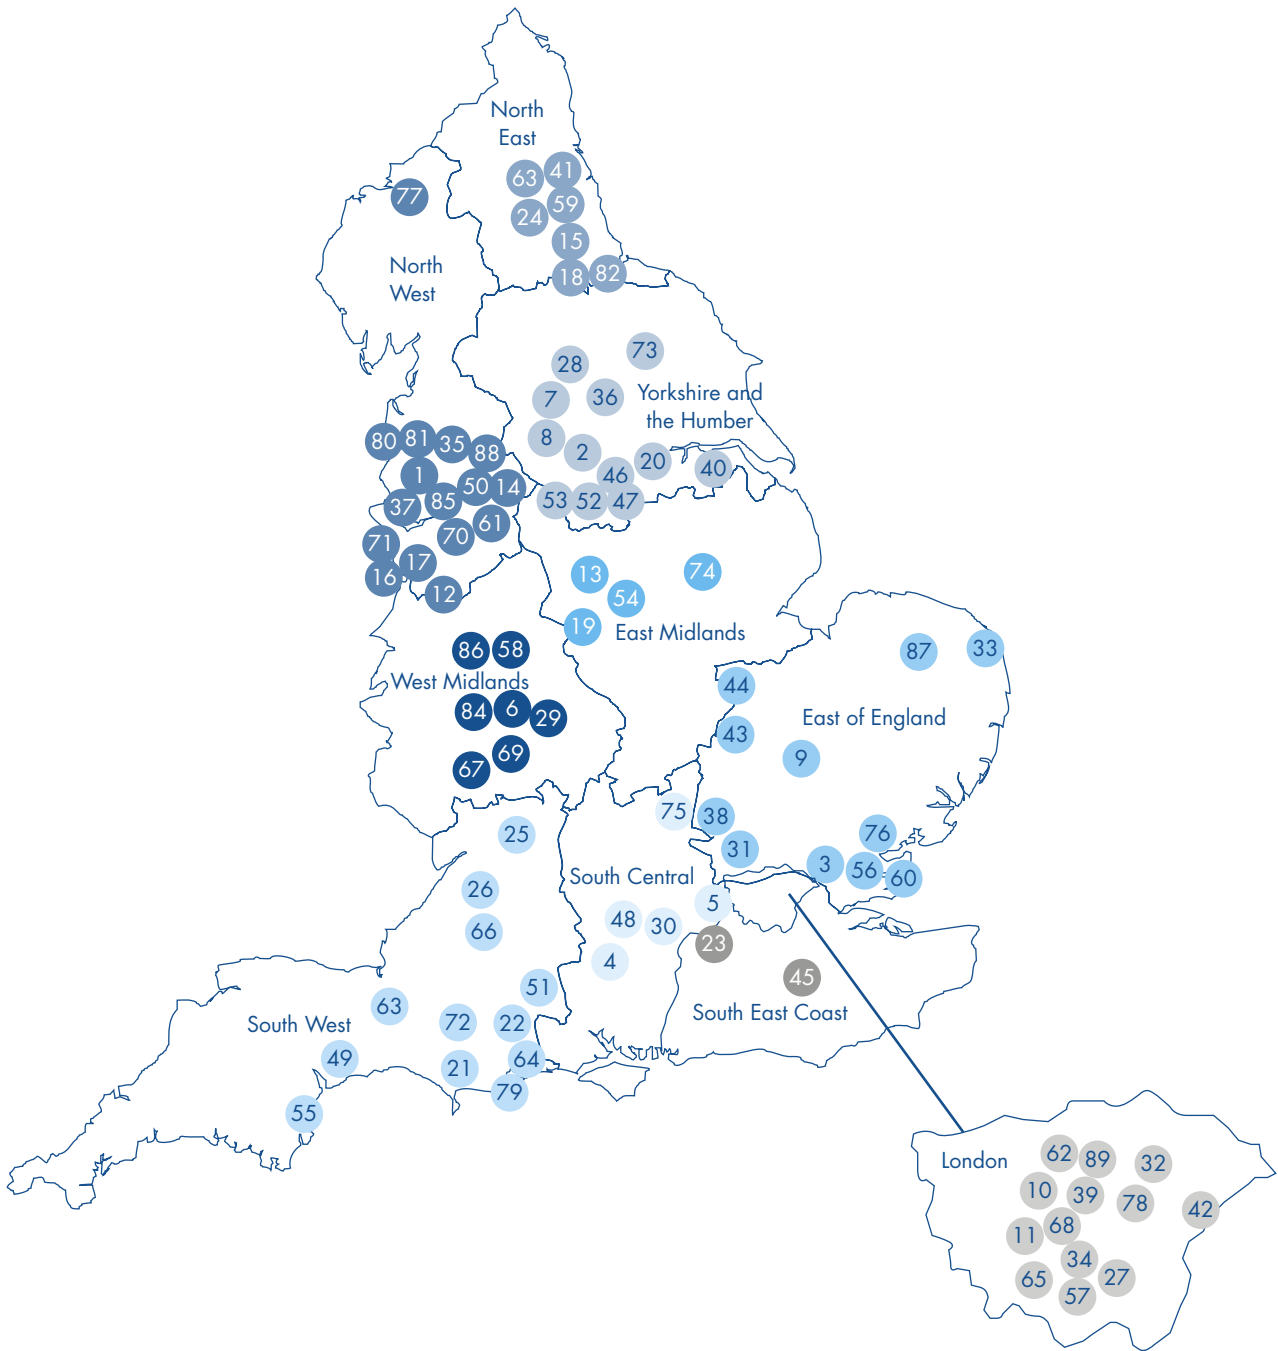 North
East
63 41
77
24 59
15
North
West
18 82
28 73
7 36
Yorkshire and
the Humber
80 81 35 88
8 2
46 20 40
1
37 85 50 14
53 52 47
71 70 61
16 17
12
13 74
54
19
East Midlands
86 58
West Midlands
84 6 29
67 69
87 33
44
East of England
43
9
75 38
31
76
3 56 60
25
26
66
South Central
5
48 30
23
4
45
South East Coast
51
63
72 22
South West
49
21 64
79
55
London
62 89 32
10 39 78 42
11 68
34
65 27
57